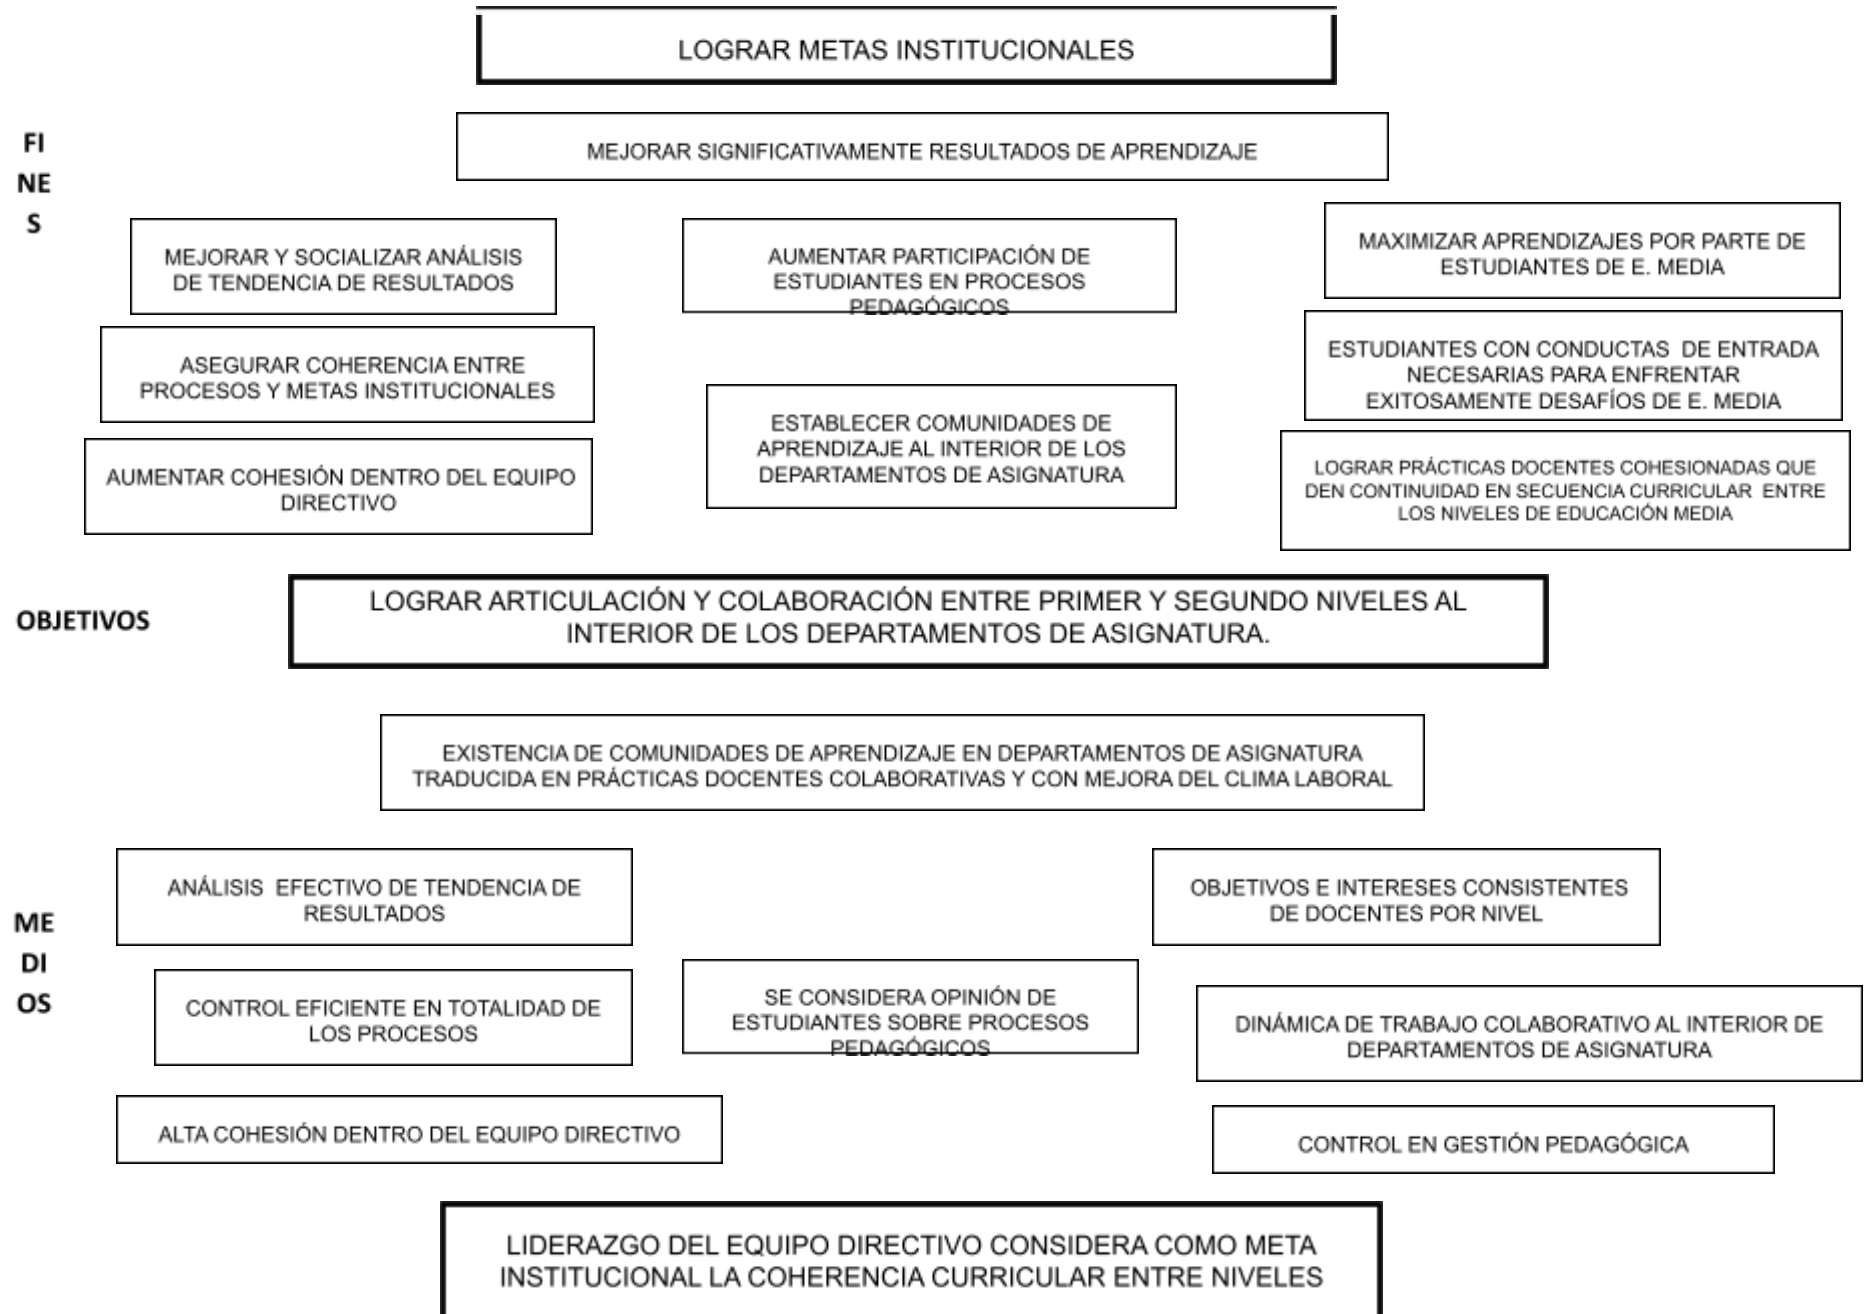 LOGRAR METAS INSTITUCIONALES
FI
NE
S
MEJORAR SIGNIFICATIVAMENTE RESULTADOS DE APRENDIZAJE
MEJORAR Y SOCIALIZAR ANÁLISIS
DE TENDENCIA DE RESULTADOS
AUMENTAR PARTICIPACIÓN DE
ESTUDIANTES EN PROCESOS
PEDAGÓGICOS
MAXIMIZAR APRENDIZAJES POR PARTE DE
ESTUDIANTES DE E. MEDIA
ASEGURAR COHERENCIA ENTRE
PROCESOS Y METAS INSTITUCIONALES
ESTABLECER COMUNIDADES DE
APRENDIZAJE AL INTERIOR DE LOS
DEPARTAMENTOS DE ASIGNATURA
ESTUDIANTES CON CONDUCTAS DE ENTRADA
NECESARIAS PARA ENFRENTAR
EXITOSAMENTE DESAFÍOS DE E. MEDIA
AUMENTAR COHESIÓN DENTRO DEL EQUIPO
DIRECTIVO
LOGRAR PRÁCTICAS DOCENTES COHESIONADAS QUE
DEN CONTINUIDAD EN SECUENCIA CURRICULAR ENTRE
LOS NIVELES DE EDUCACIÓN MEDIA
OBJETIVOS
LOGRAR ARTICULACIÓN Y COLABORACIÓN ENTRE PRIMER Y SEGUNDO NIVELES AL
INTERIOR DE LOS DEPARTAMENTOS DE ASIGNATURA.
EXISTENCIA DE COMUNIDADES DE APRENDIZAJE EN DEPARTAMENTOS DE ASIGNATURA
TRADUCIDA EN PRÁCTICAS DOCENTES COLABORATIVAS Y CON MEJORA DEL CLIMA LABORAL
ME
DI
OS
ANÁLISIS EFECTIVO DE TENDENCIA DE
RESULTADOS
OBJETIVOS E INTERESES CONSISTENTES
DE DOCENTES POR NIVEL
CONTROL EFICIENTE EN TOTALIDAD DE
LOS PROCESOS
SE CONSIDERA OPINIÓN DE
ESTUDIANTES SOBRE PROCESOS
PEDAGÓGICOS
DINÁMICA DE TRABAJO COLABORATIVO AL INTERIOR DE
DEPARTAMENTOS DE ASIGNATURA
ALTA COHESIÓN DENTRO DEL EQUIPO DIRECTIVO
CONTROL EN GESTIÓN PEDAGÓGICA
LIDERAZGO DEL EQUIPO DIRECTIVO CONSIDERA COMO META
INSTITUCIONAL LA COHERENCIA CURRICULAR ENTRE NIVELES